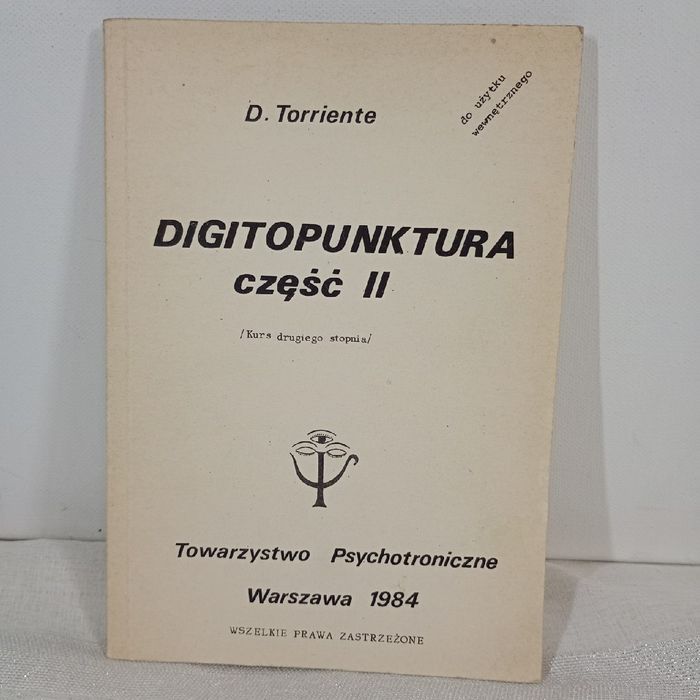 D. Torriente
do użytku
wewnętrznego
DIGITOPUNKTURA
część II
/Kurs drugiego stopnia/
Towarzystwo Psychotroniczne
Warszawa 1984
WSZELKIE PRAWA ZASTRZEŻONE